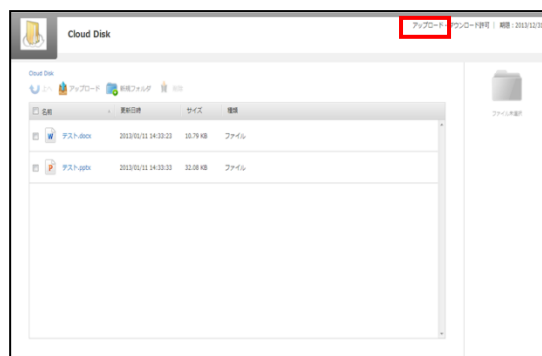 Cloud Disk
アップロード・ダウンロード許可 | 期限 : 2013/12/31
Cloud Disk
上へ アップロード 新規フォルダ 削除
名前 更新日時 サイズ 種類
テスト.docx 2013/01/11 14:33:23 10.79 KB ファイル
テスト.pptx 2013/01/11 14:33:33 32.08 KB ファイル
ファイル未選択